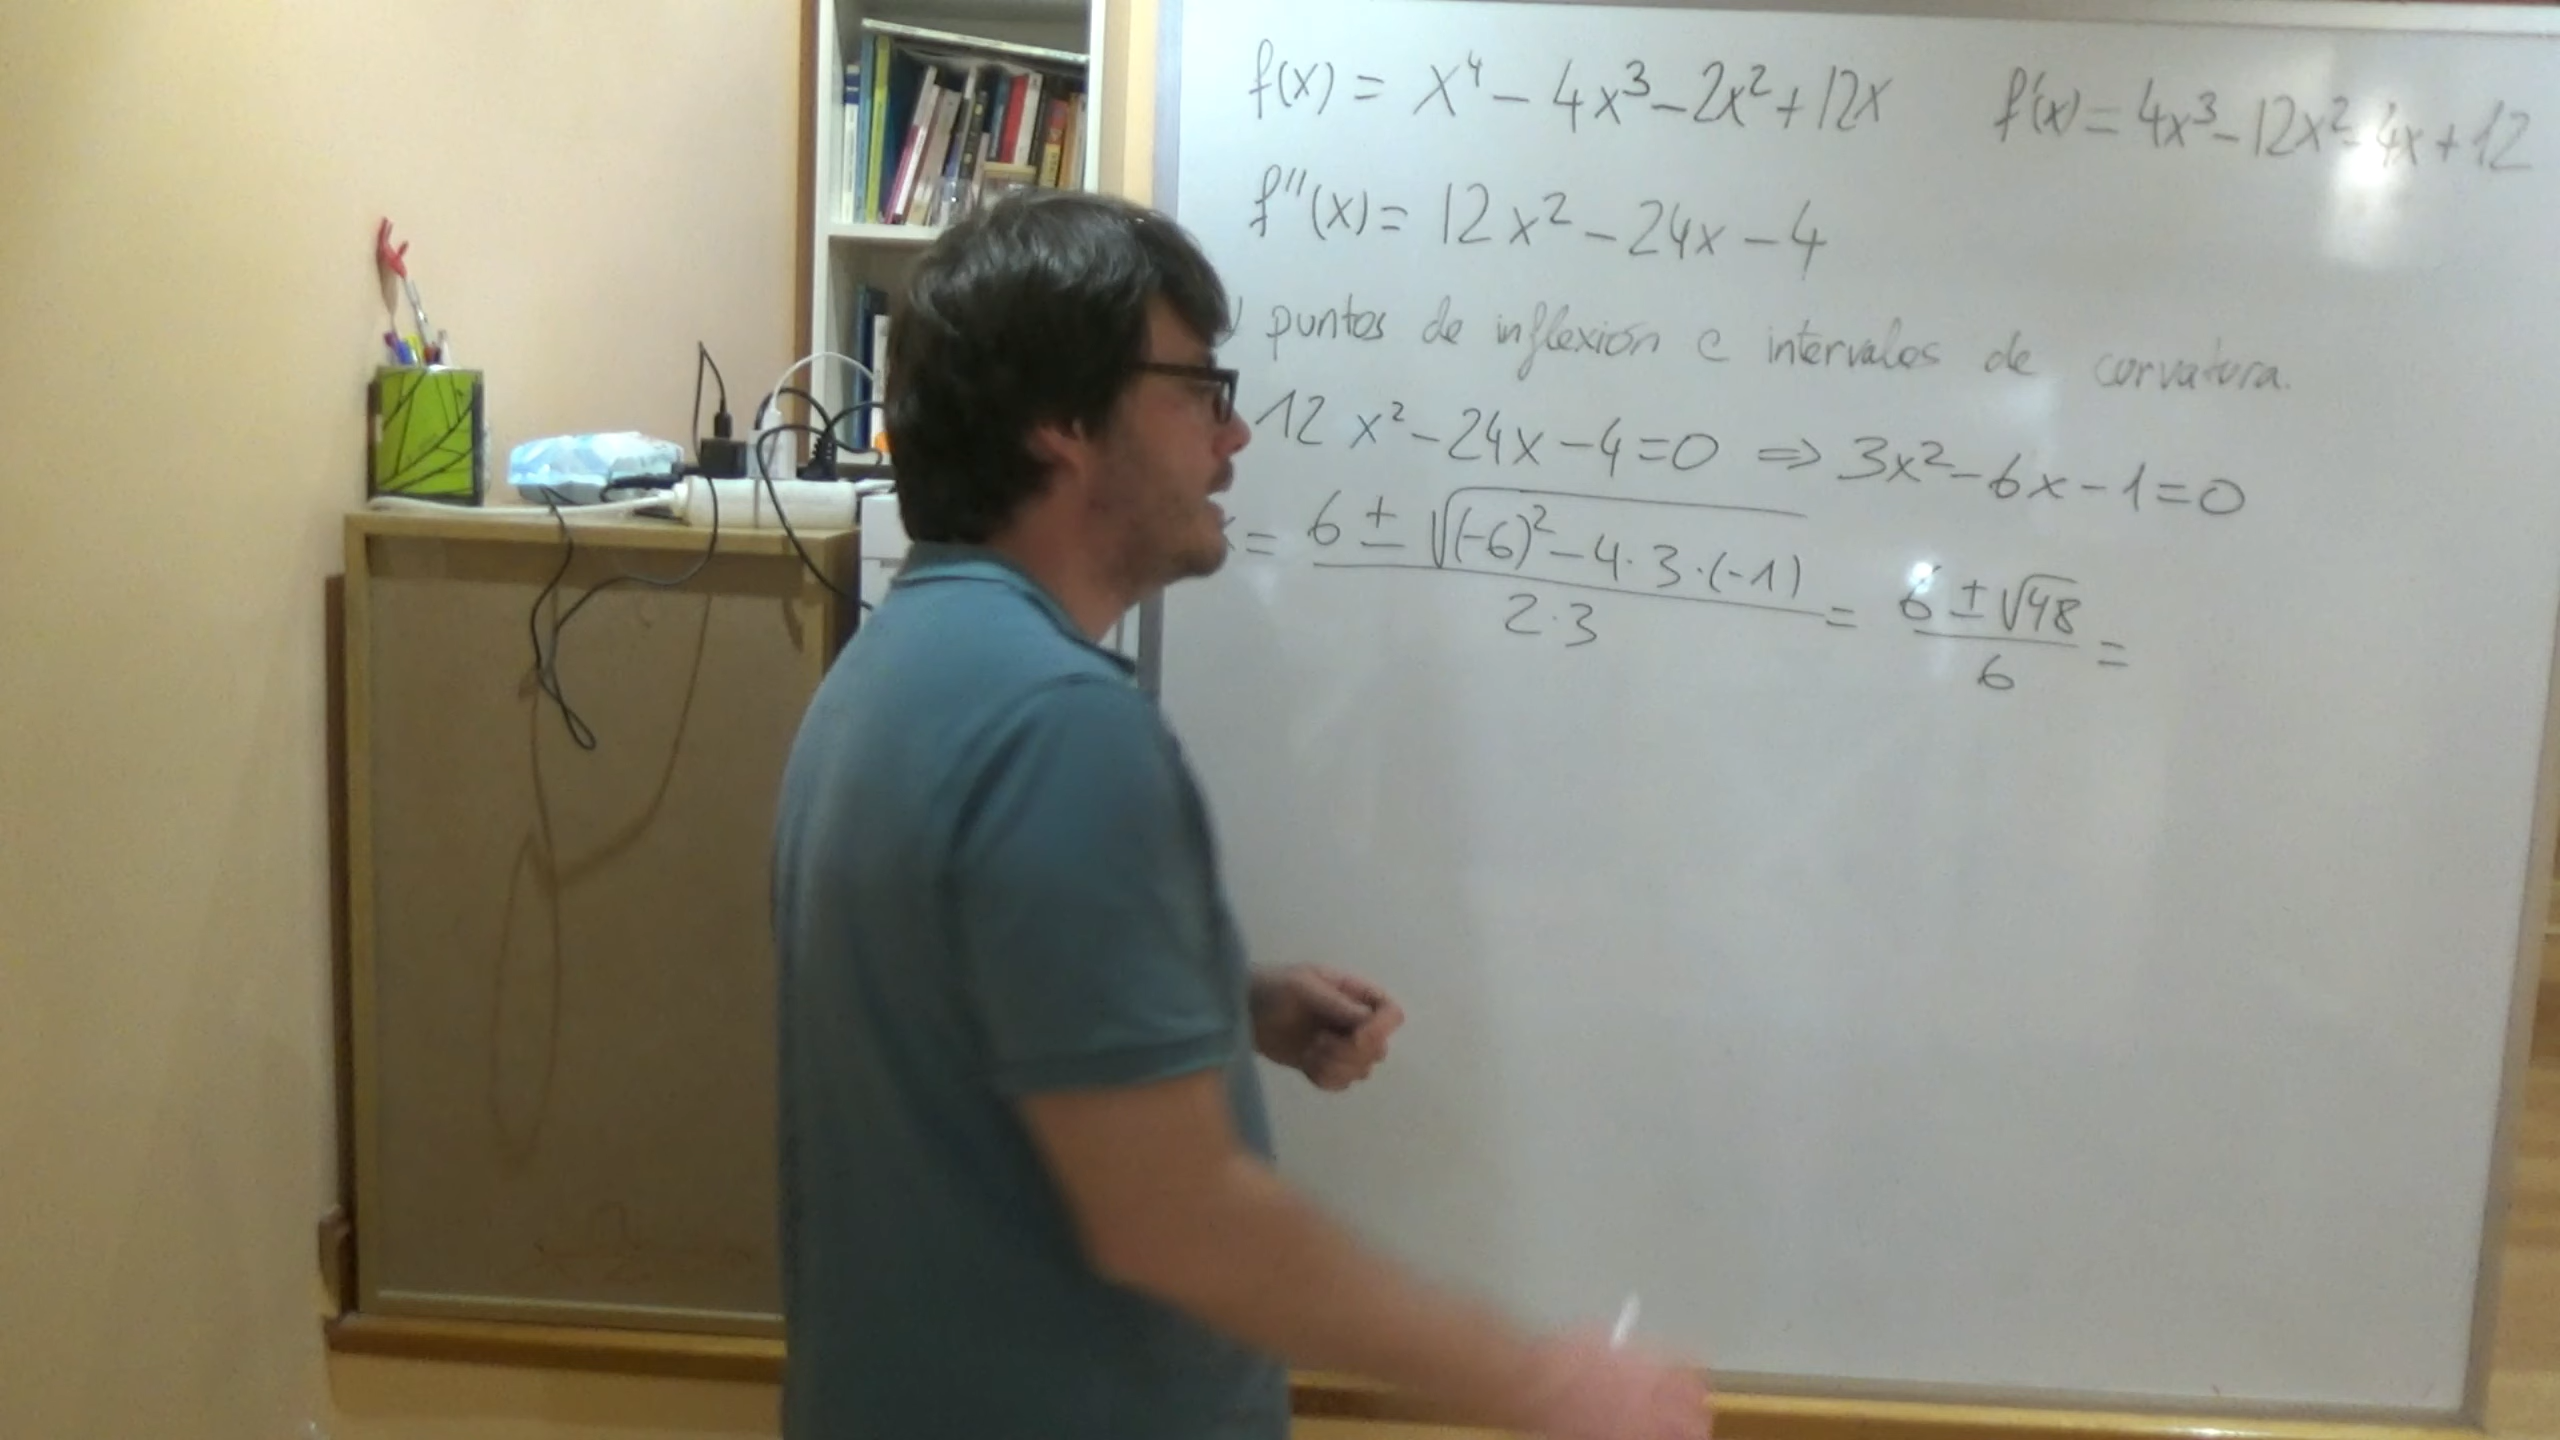 f(x) = x⁴ - 4x³ - 2x² + 12x
f'(x) = 4x³ - 12x² - 4x + 12
f''(x) = 12x² - 24x - 4
puntos de inflexión e intervalos de corvatura.
12x² - 24x - 4 = 0 ⇒ 3x² - 6x - 1 = 0
= (6 ± √((-6)² - 4·3·(-1))) / (2·3) = (6 ± √48) / 6 =